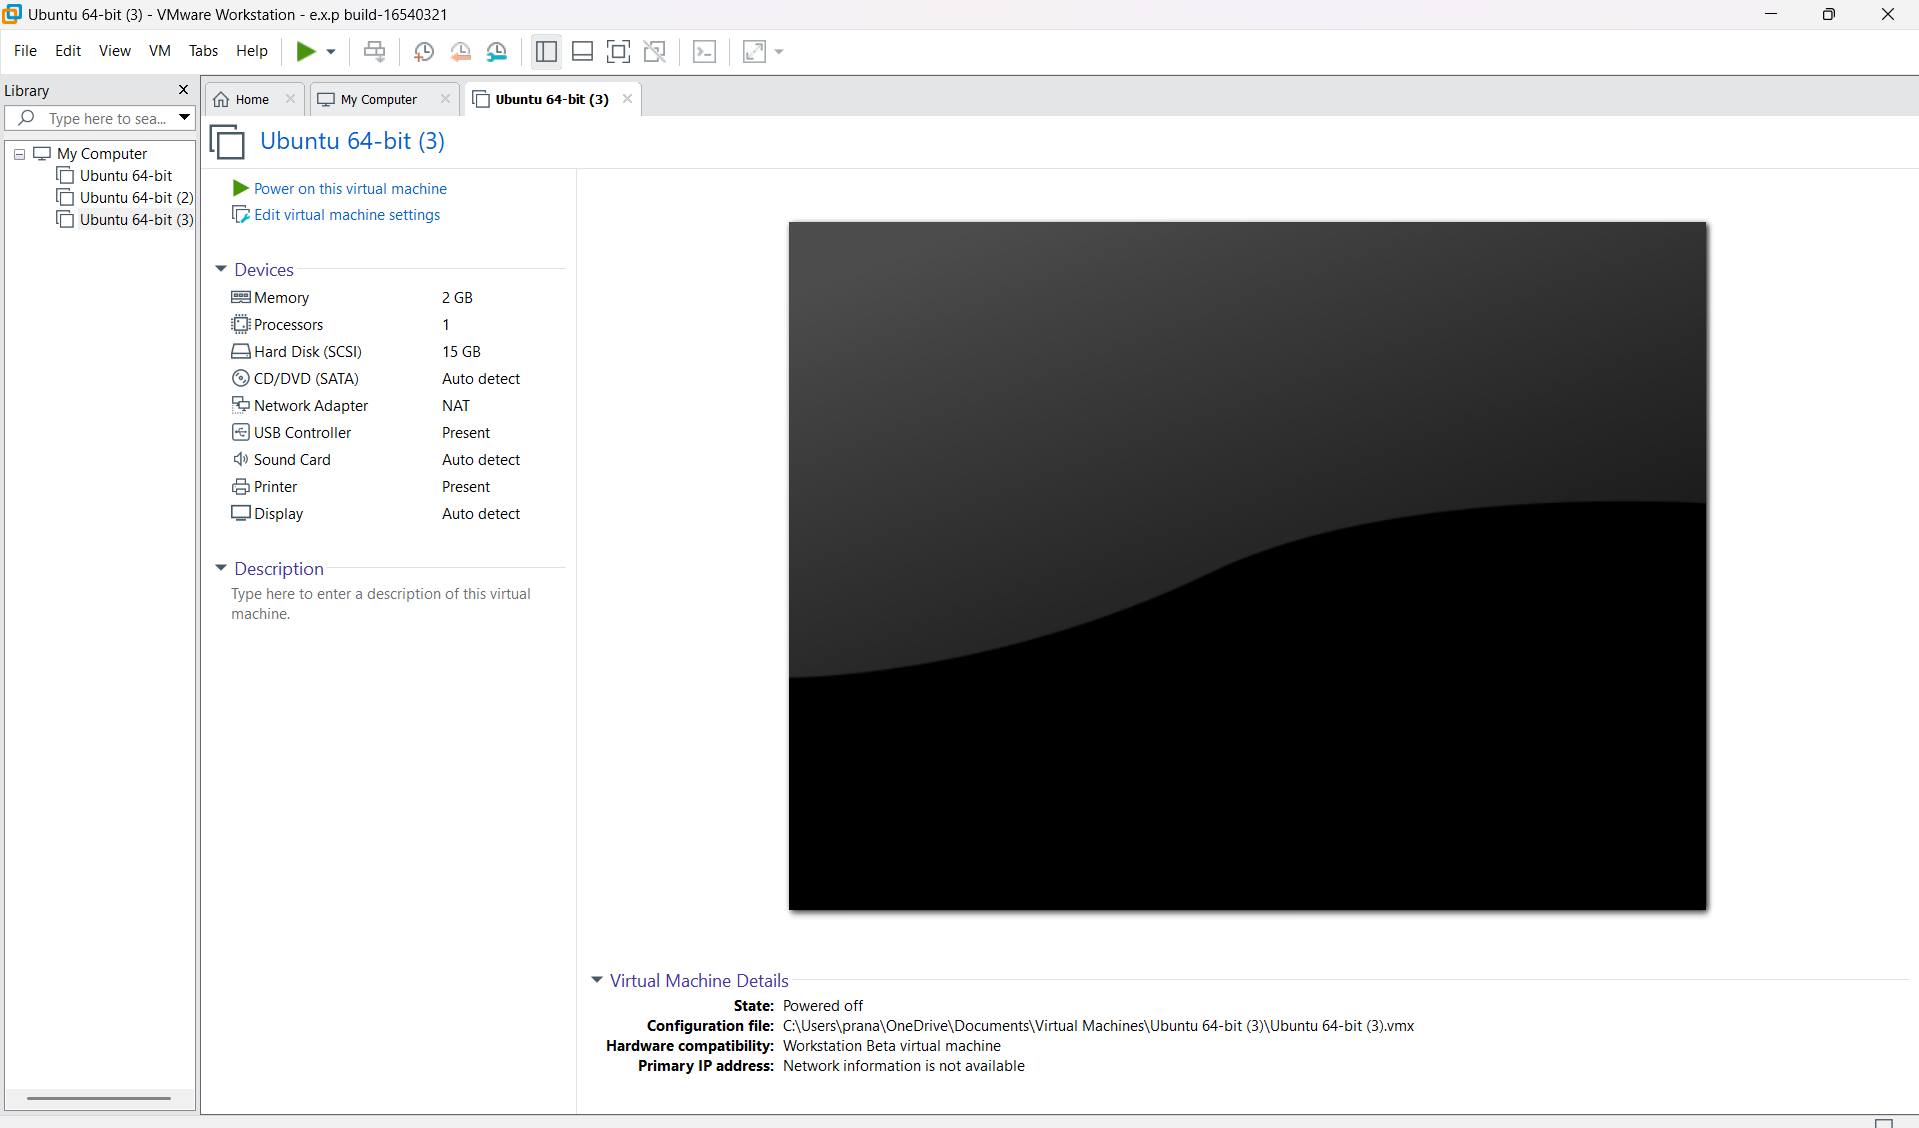 Ubuntu 64-bit (3) - VMware Workstation - e.x.p build-16540321
File Edit View VM Tabs Help
Library
Type here to sea...
My Computer
Ubuntu 64-bit
Ubuntu 64-bit (2)
Ubuntu 64-bit (3)
Home
My Computer
Ubuntu 64-bit (3)
Ubuntu 64-bit (3)
Power on this virtual machine
Edit virtual machine settings
Devices
Memory 2 GB
Processors 1
Hard Disk (SCSI) 15 GB
CD/DVD (SATA) Auto detect
Network Adapter NAT
USB Controller Present
Sound Card Auto detect
Printer Present
Display Auto detect
Description
Type here to enter a description of this virtual
machine.
Virtual Machine Details
State: Powered off
Configuration file: C:\Users\prana\OneDrive\Documents\Virtual Machines\Ubuntu 64-bit (3)\Ubuntu 64-bit (3).vmx
Hardware compatibility: Workstation Beta virtual machine
Primary IP address: Network information is not available